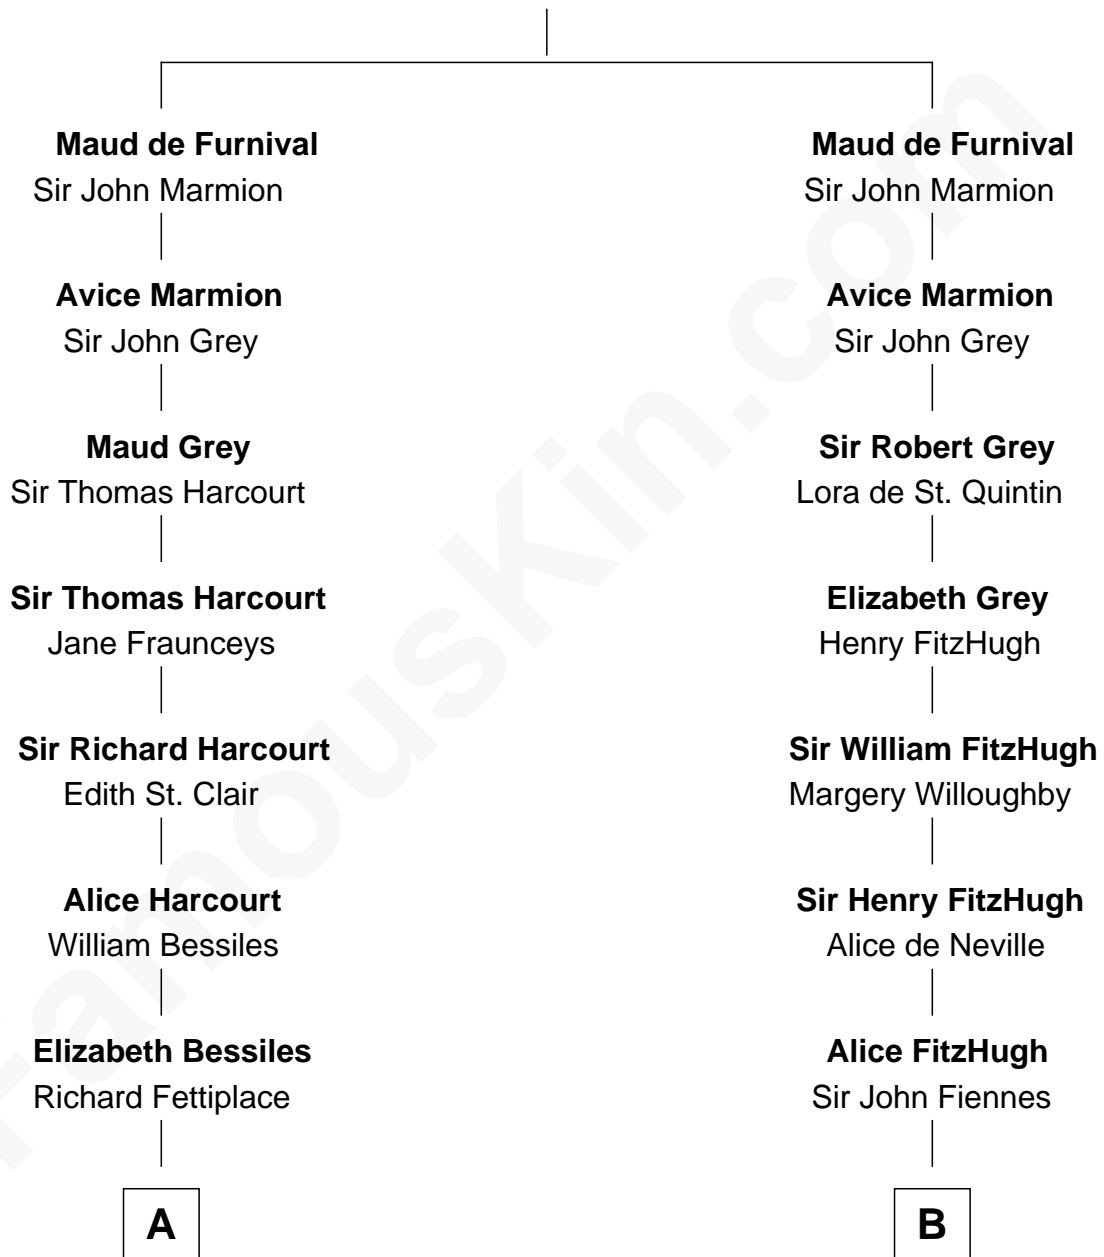 Maud de Furnival
Sir John Marmion
Avice Marmion
Sir John Grey
Maud Grey
Sir Thomas Harcourt
Sir Thomas Harcourt
Jane Fraunceys
Sir Richard Harcourt
Edith St. Clair
Alice Harcourt
William Bessiles
Elizabeth Bessiles
Richard Fettiplace
A
Maud de Furnival
Sir John Marmion
Avice Marmion
Sir John Grey
Sir Robert Grey
Lora de St. Quintin
Elizabeth Grey
Henry FitzHugh
Sir William FitzHugh
Margery Willoughby
Sir Henry FitzHugh
Alice de Neville
Alice FitzHugh
Sir John Fiennes
B
FamousKin.com